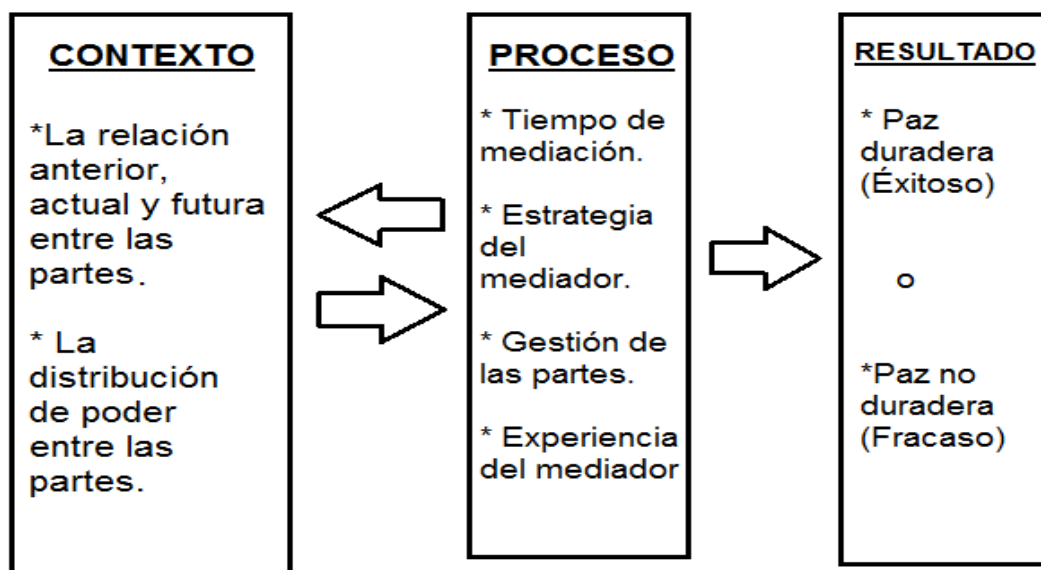 CONTEXTO
*La relación
anterior,
actual y futura
entre las
partes.
* La
distribución
de poder
entre las
partes.
PROCESO
* Tiempo de
mediación.
* Estrategia
del
mediador.
* Gestión de
las partes.
* Experiencia
del mediador
RESULTADO
* Paz
duradera
(Éxitoso)
o
*Paz no
duradera
(Fracaso)